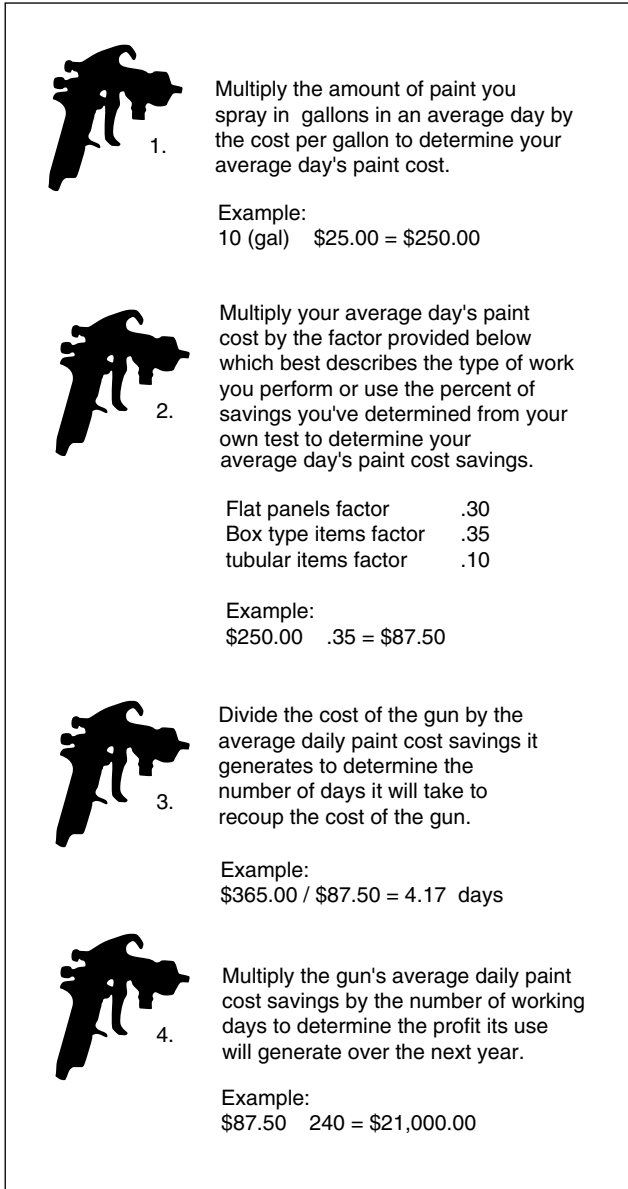 Multiply the amount of paint you
spray in gallons in an average day by
1. the cost per gallon to determine your
average day's paint cost.
Example:
10 (gal) $25.00 = $250.00
Multiply your average day's paint
cost by the factor provided below
which best describes the type of work
you perform or use the percent of
2. savings you've determined from your
own test to determine your
average day's paint cost savings.
Flat panels factor .30
Box type items factor .35
tubular items factor .10
Example:
$250.00 .35 = $87.50
Divide the cost of the gun by the
average daily paint cost savings it
generates to determine the
3. number of days it will take to
recoup the cost of the gun.
Example:
$365.00 / $87.50 = 4.17 days
Multiply the gun's average daily paint
cost savings by the number of working
4. days to determine the profit its use
will generate over the next year.
Example:
$87.50 240 = $21,000.00